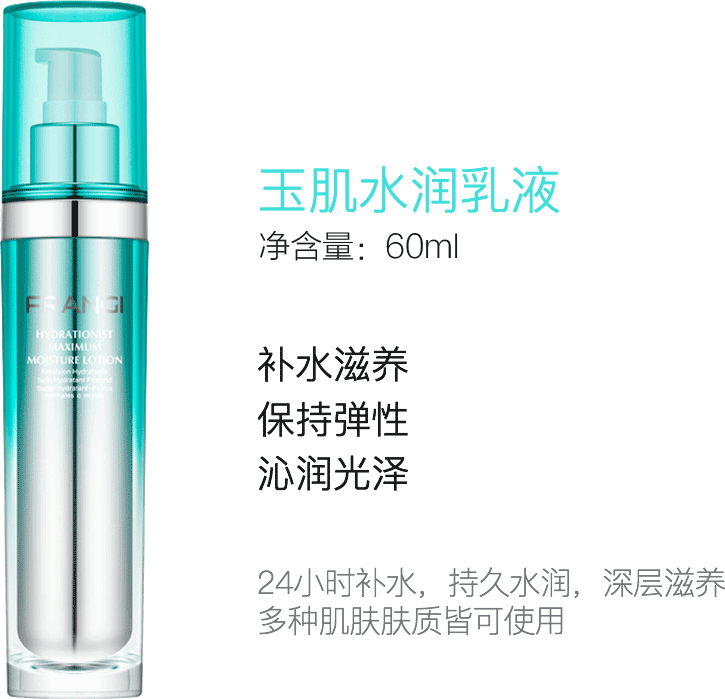 玉肌水润乳液
净含量：60ml
补水滋养
保持弹性
沁润光泽
24小时补水，持久水润，深层滋养
多种肌肤肤质皆可使用
FRANGI
HYDRATIONIST
MAXIMUM
MOISTURE LOTION